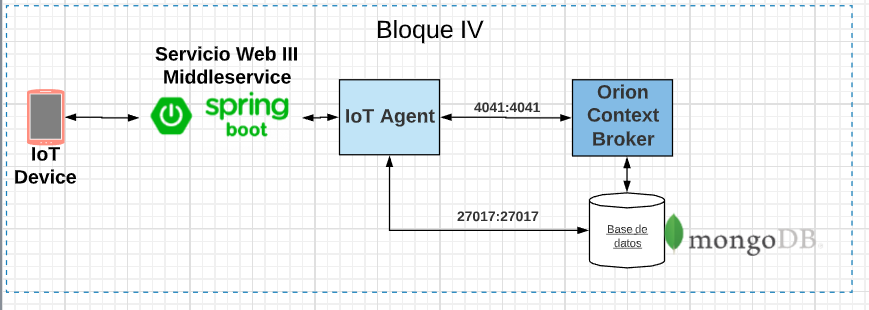 Bloque IV
Servicio Web III
Middleservice
spring
boot
IoT
Device
IoT Agent
4041:4041
Orion
Context
Broker
27017:27017
Base de
datos
mongoDB